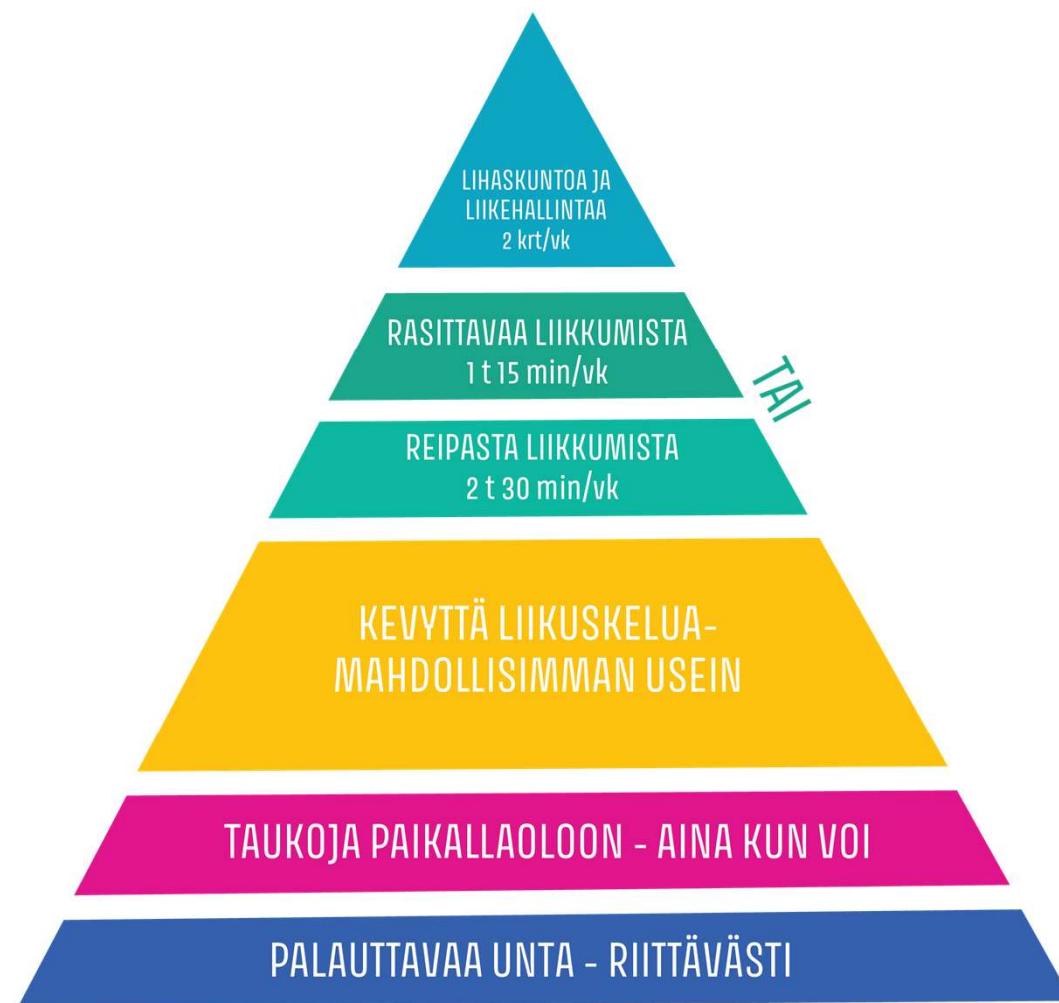 LIHASKUNTOA JA
LIIKEHALLINTAA
2 krt/vk
RASITTAVAA LIIKKUMISTA
1 t 15 min/vk
TAI
REIPASTA LIIKKUMISTA
2 t 30 min/vk
KEVYTTÄ LIIKUSKELUA-
MAHDOLLISIMMAN USEIN
TAUKOJA PAIKALLAOLOON - AINA KUN VOI
PALAUTTAVAA UNTA - RIITTÄVÄSTI